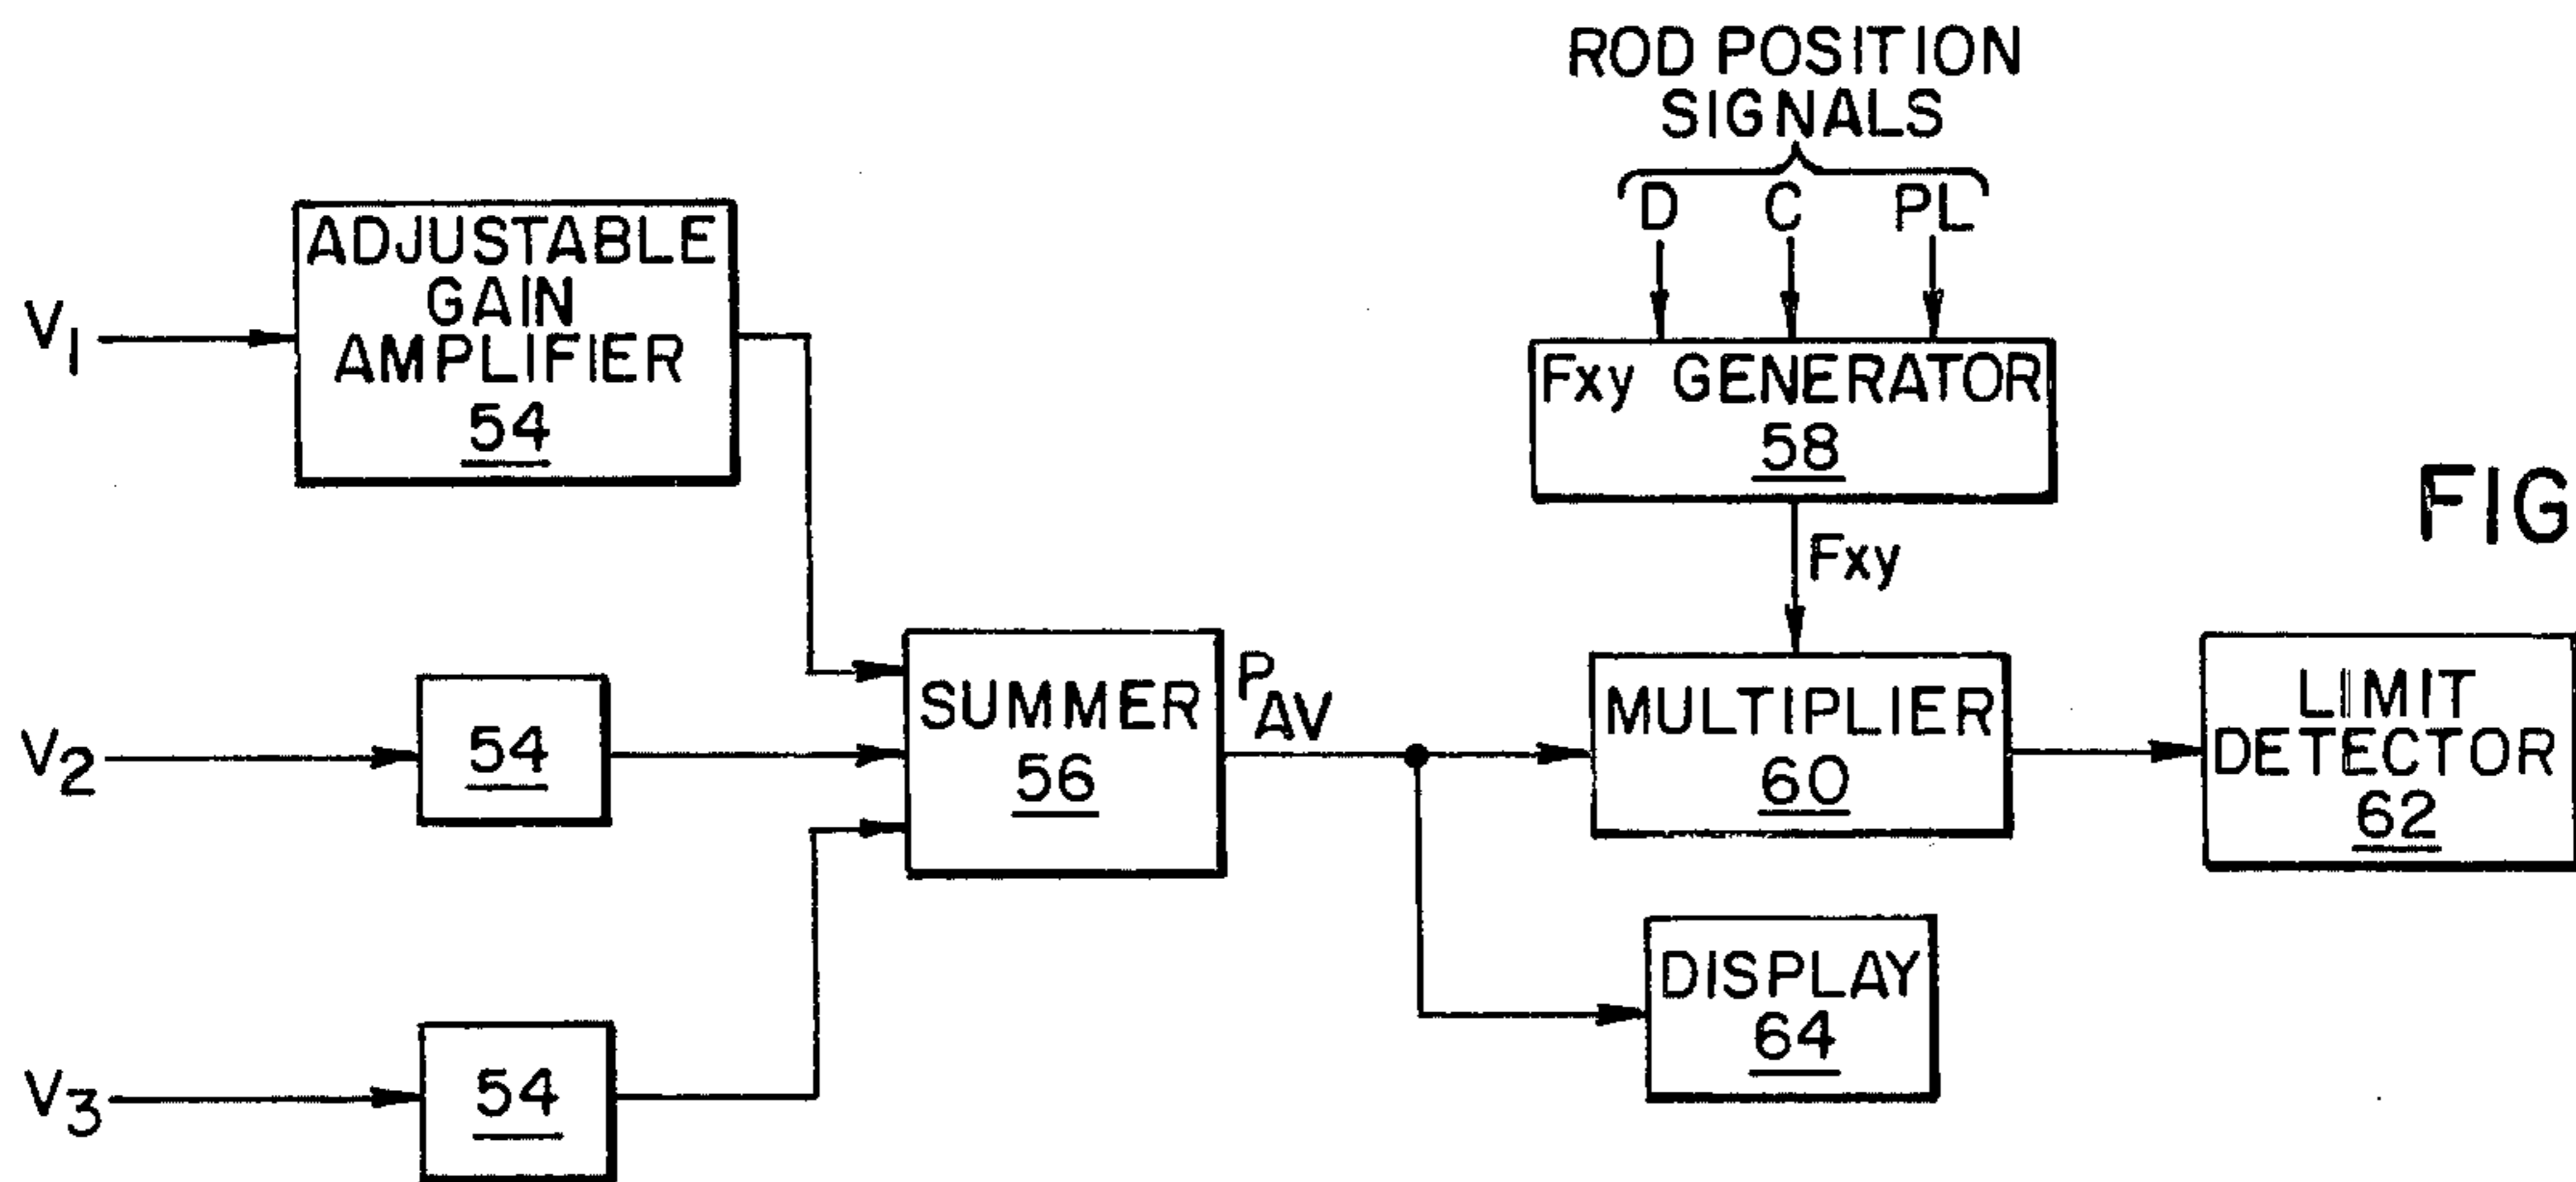 ROD POSITION
SIGNALS
D C PL
ADJUSTABLE
GAIN
AMPLIFIER
54
V1
Fxy GENERATOR
58
FIG
Fxy
SUMMER
56
PAV
MULTIPLIER
60
LIMIT
DETECTOR
62
V2
54
DISPLAY
64
V3
54